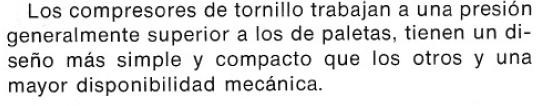 Los compresores de tornillo trabajan a una presión
generalmente superior a los de paletas, tienen un di-
seño más simple y compacto que los otros y una
mayor disponibilidad mecánica.